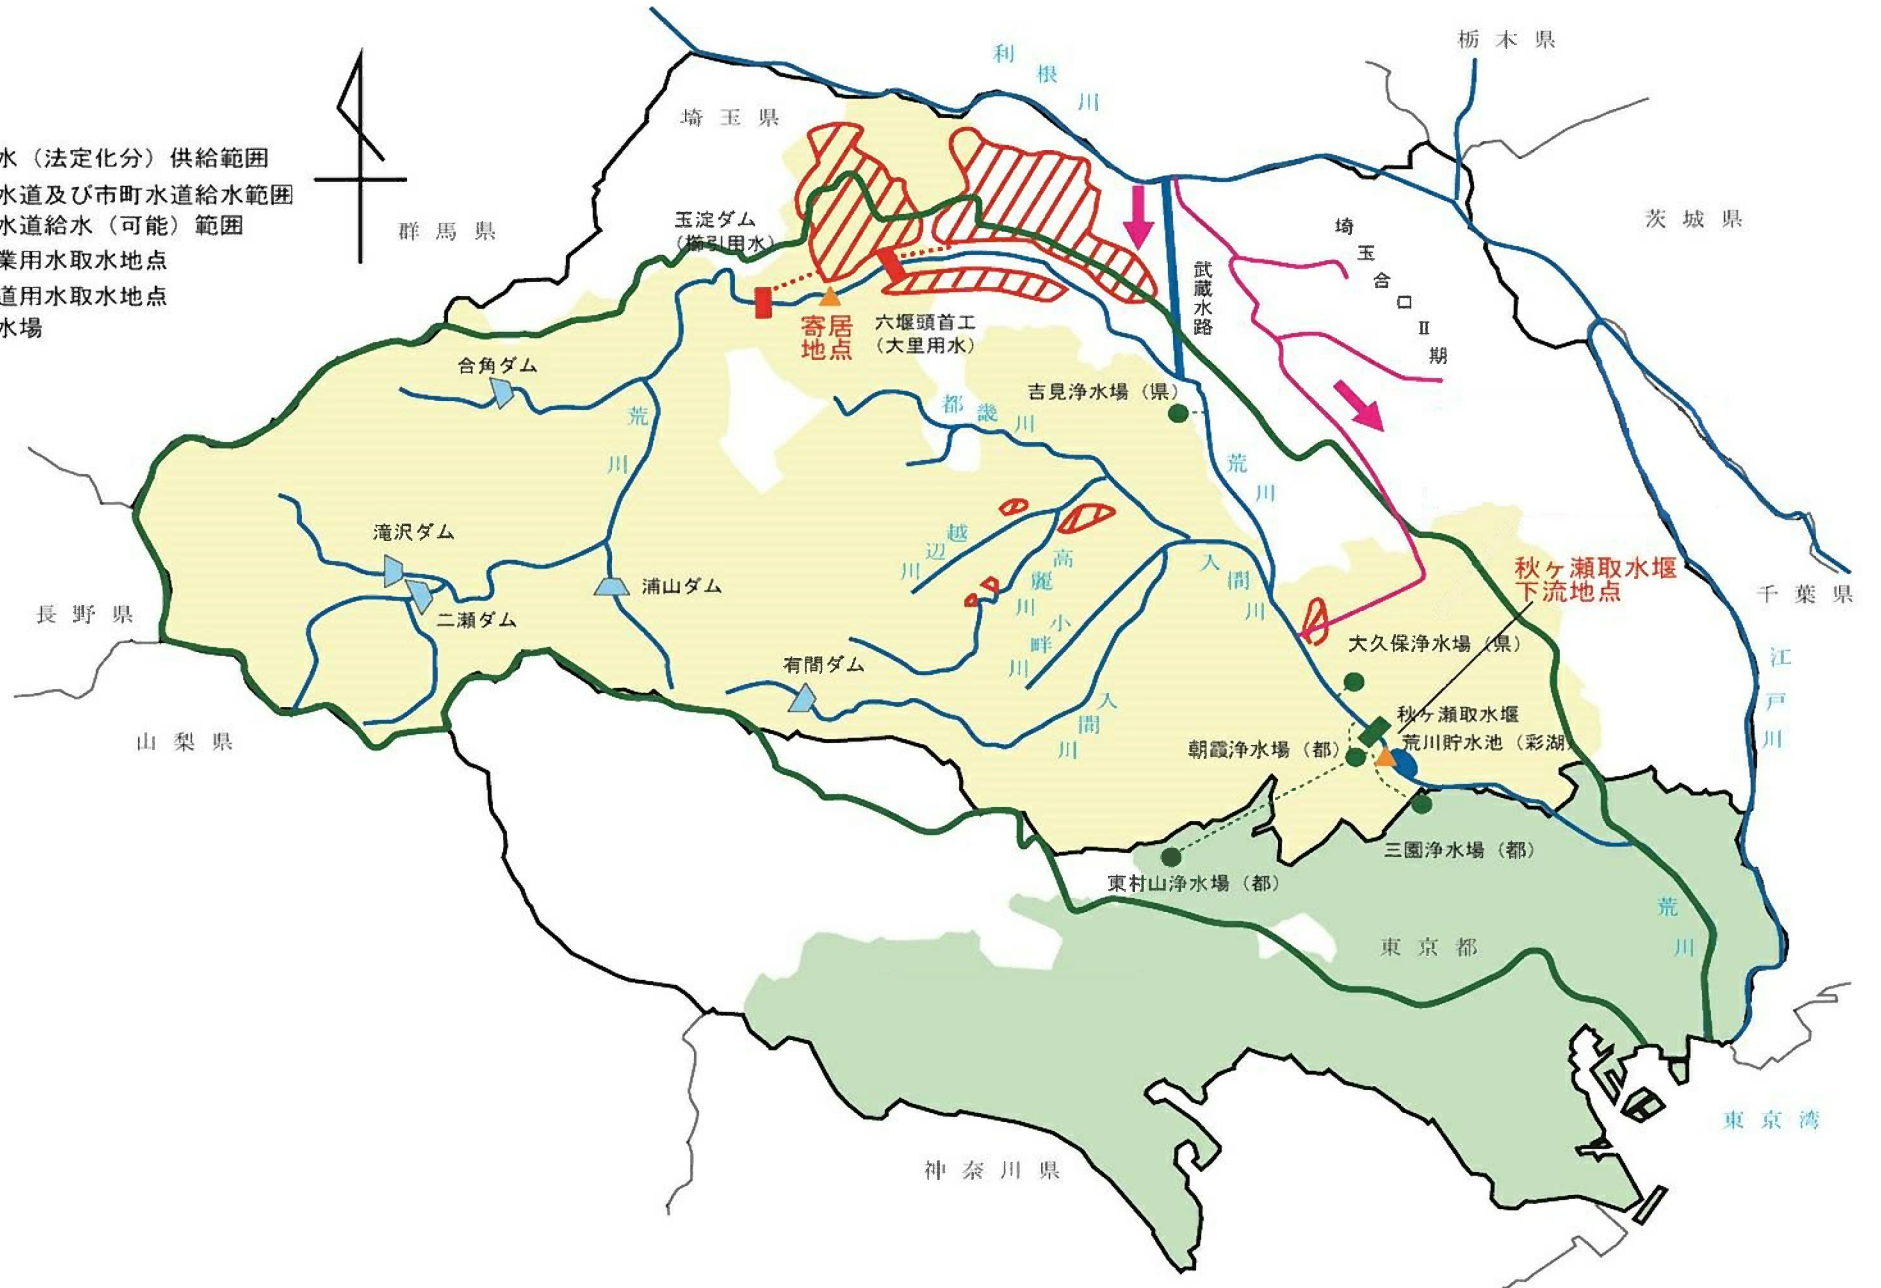 栃木県
利根川
埼玉県
水（法定化分）供給範囲
水道及び市町水道給水範囲
水道給水（可能）範囲
業用水取水地点
道用水取水地点
水場
群馬県
茨城県
玉淀ダム
（櫛引用水）
埼玉合口Ⅱ期
武蔵水路
寄居
地点
六堰頭首工
（大里用水）
合角ダム
吉見浄水場（県）
荒川
都畿川
荒川
滝沢ダム
越辺川
高麗川
入間川
秋ヶ瀬取水堰
下流地点
浦山ダム
二瀬ダム
長野県
千葉県
小畔川
大久保浄水場（県）
有間ダム
江戸川
入間川
山梨県
秋ヶ瀬取水堰
荒川貯水池（彩湖）
朝霞浄水場（都）
三園浄水場（都）
東村山浄水場（都）
荒川
東京都
東京湾
神奈川県